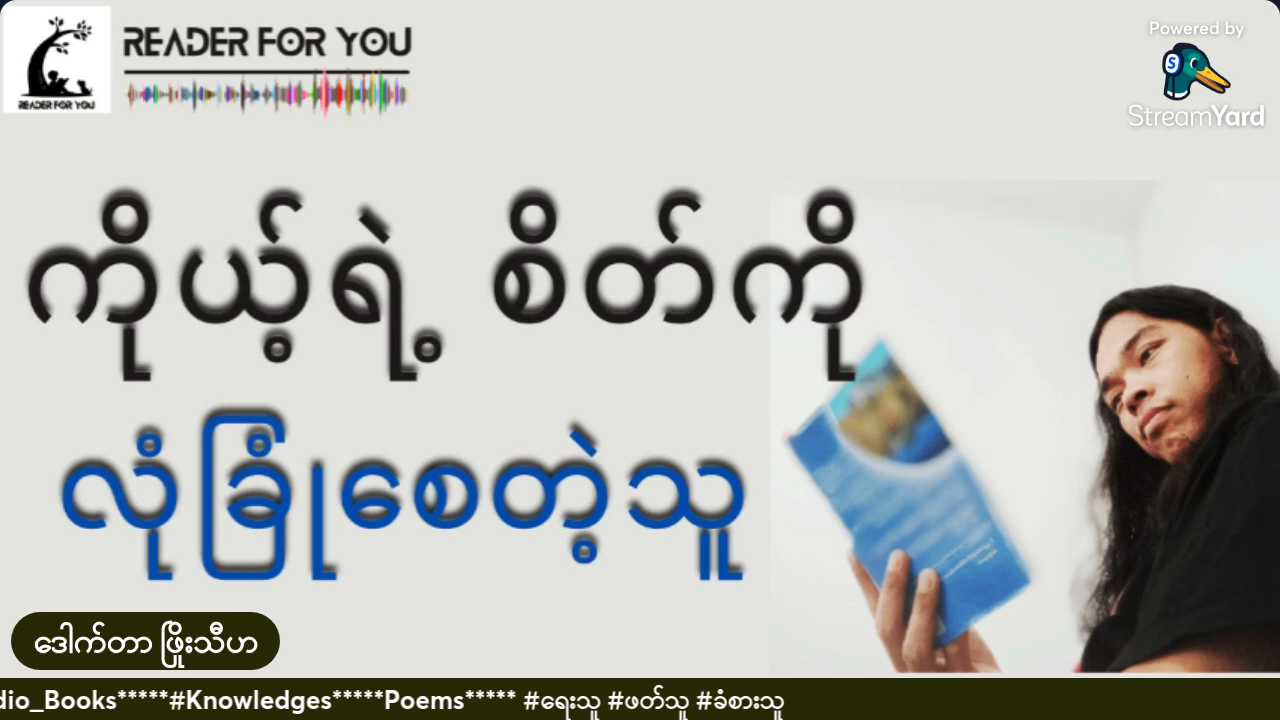 READER FOR YOU
READER FOR YOU
Powered by
S
StreamYard
ကိုယ့်ရဲ့ စိတ်ကို
လုံခြုံစေတဲ့သူ
ဒေါက်တာ ဖြိုးသီဟ
dio_Books*****#Knowledges*****Poems***** #ရေးသူ #ဖတ်သူ #ခံစားသူ